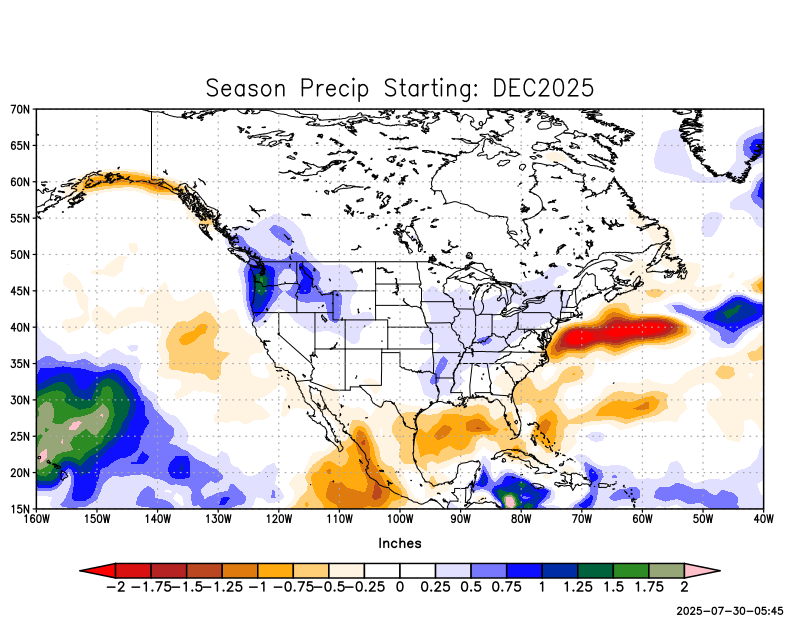 Season Precip Starting: DEC2025
70N
65N
60N
55N
50N
45N
40N
35N
30N
25N
20N
15N
160W 150W 140W 130W 120W 110W 100W 90W 80W 70W 60W 50W 40W
Inches
-2 -1.75 -1.5 -1.25 -1 -0.75 -0.5 -0.25 0 0.25 0.5 0.75 1 1.25 1.5 1.75 2
2025-07-30-05:45